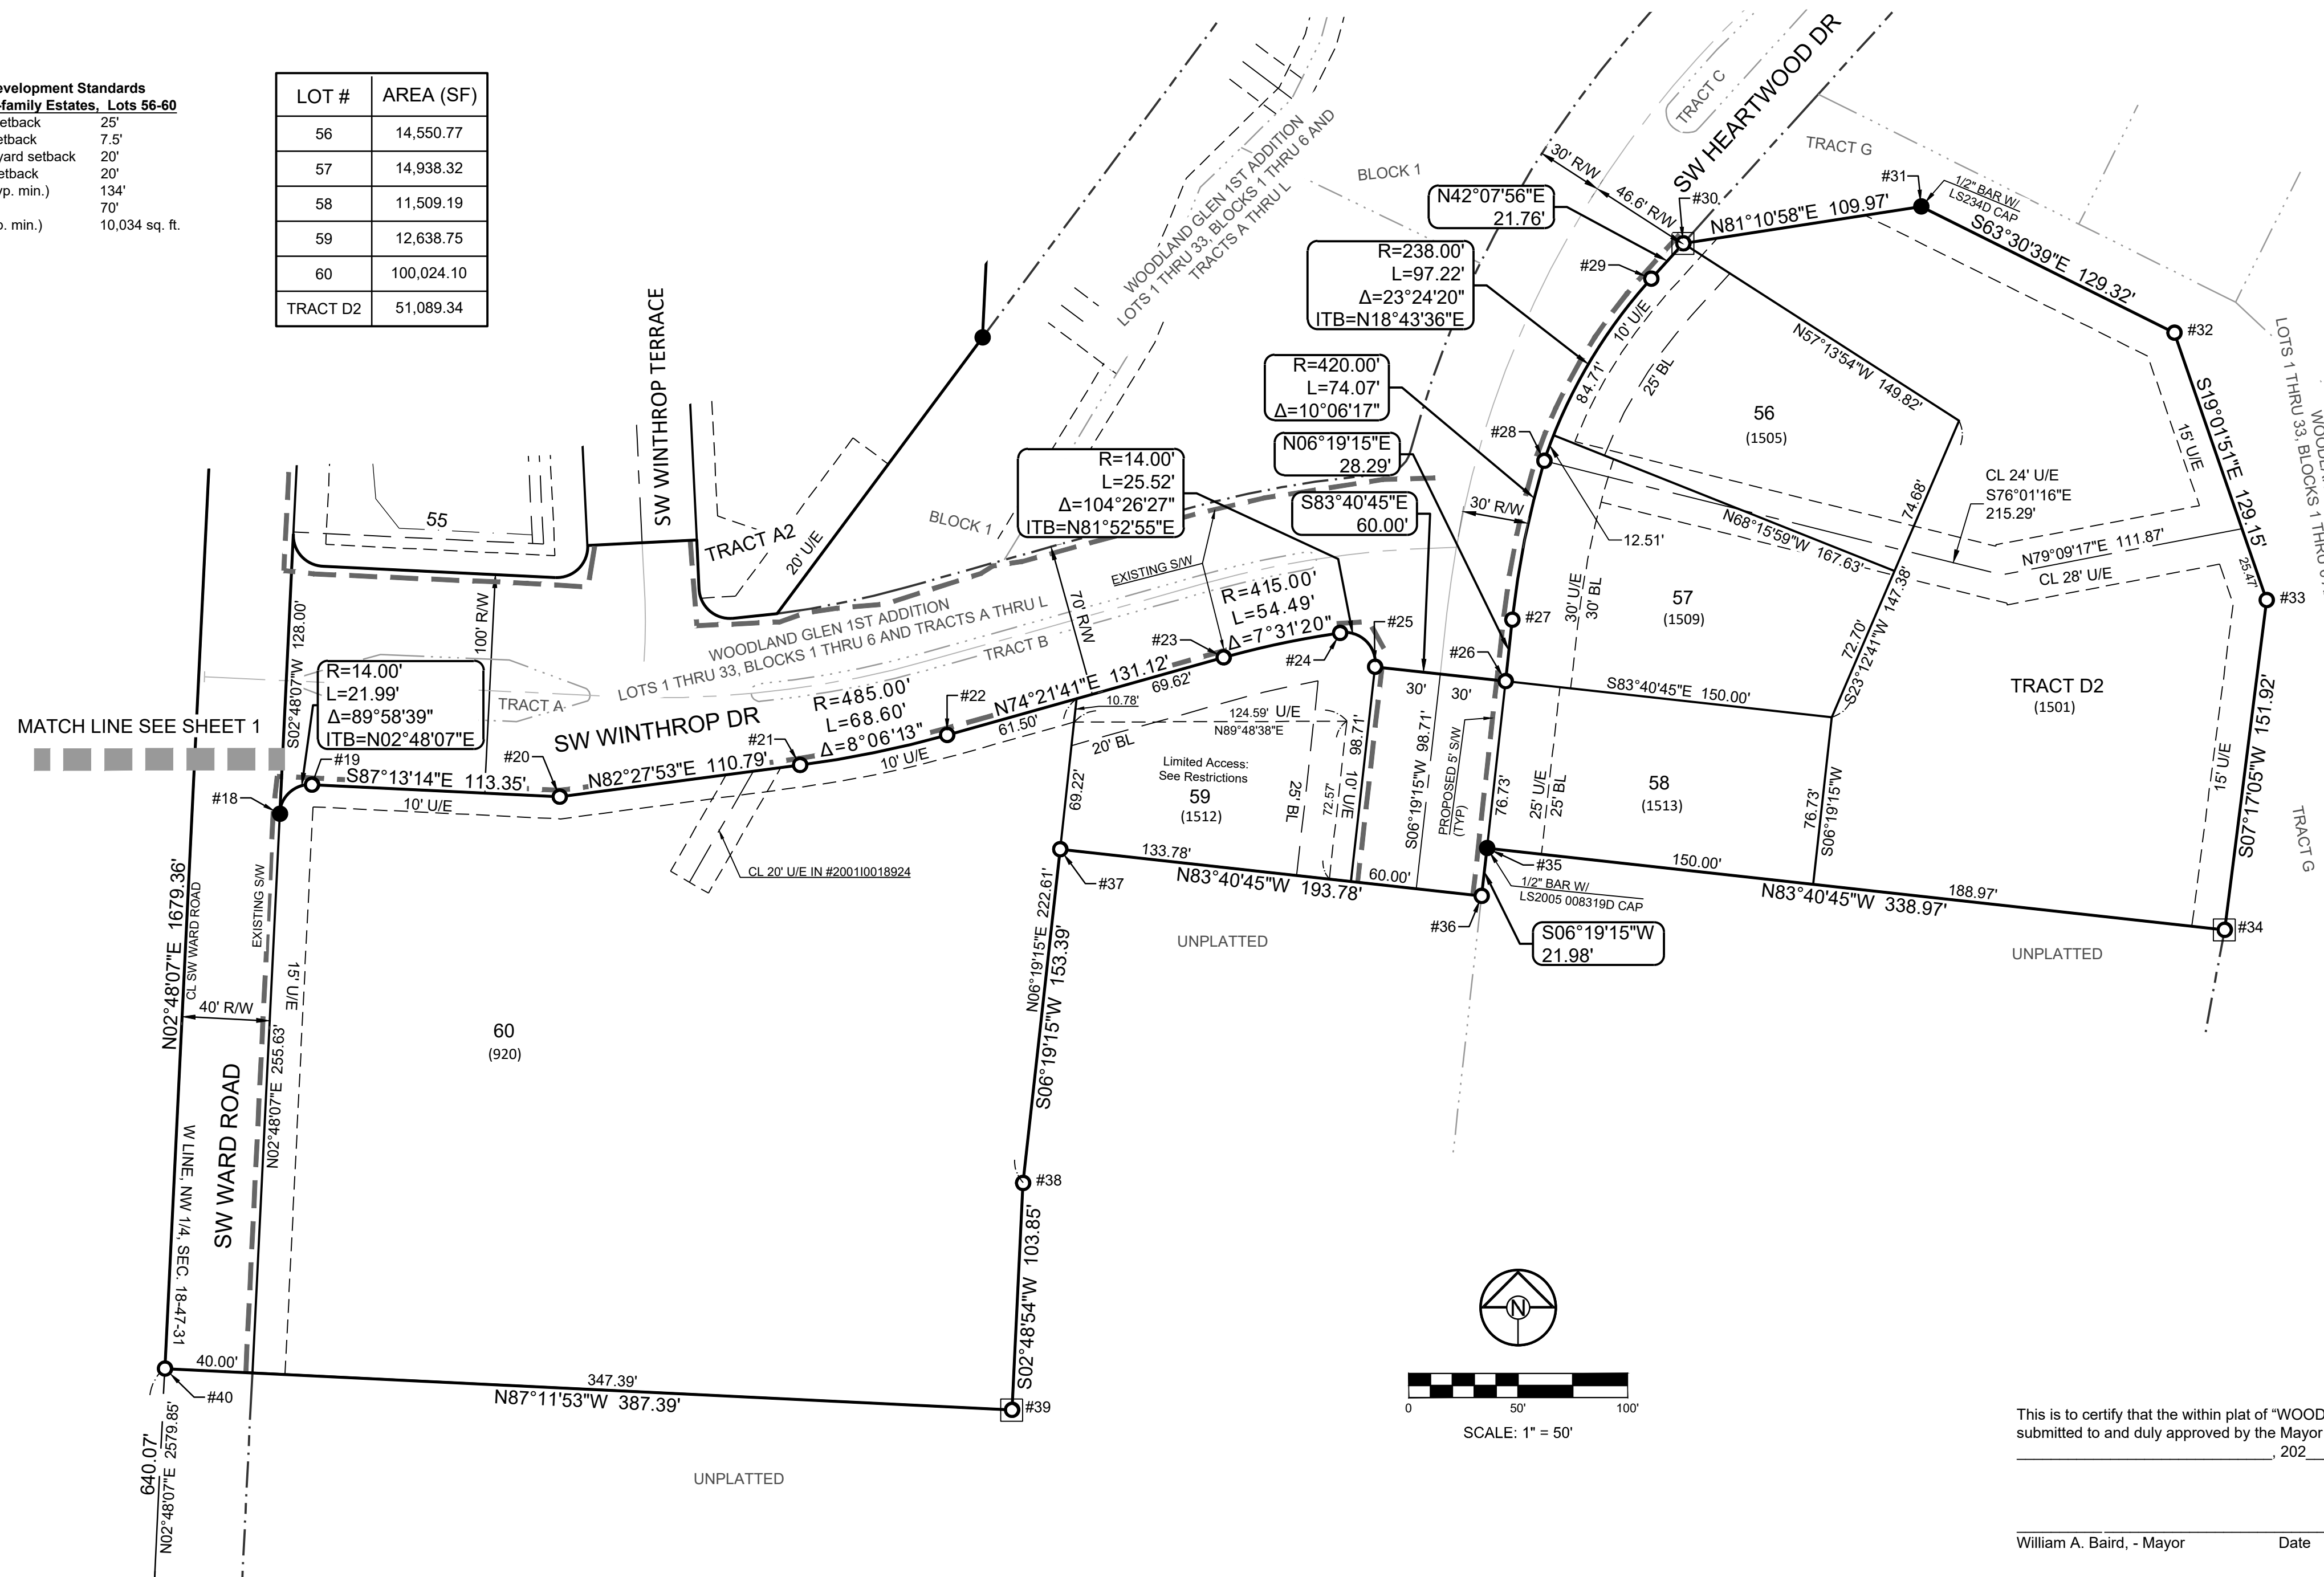 evelopment Standards
-family Estates, Lots 56-60
etback 25'
etback 7.5'
yard setback 20'
etback 20'
yp. min.) 134'
70'
o. min.) 10,034 sq. ft.
LOT # AREA (SF)
56 14,550.77
57 14,938.32
58 11,509.19
59 12,638.75
60 100,024.10
TRACT D2 51,089.34
SW WINTHROP TERRACE
55
TRACT A2
20' U/E
BLOCK 1
WOODLAND GLEN 1ST ADDITION
LOTS 1 THRU 33, BLOCKS 1 THRU 6 AND
TRACTS A THRU L
BLOCK 1
30' R/W
46.6' R/W
TRACT C
SW HEARTWOOD DR
TRACT G
#30
#31
1/2" BAR W/
LS234D CAP
N81°10'58"E 109.97'
S63°30'39"E 129.32'
#32
N42°07'56"E
21.76'
R=238.00'
L=97.22'
Δ=23°24'20"
ITB=N18°43'36"E
#29
10' U/E
25' BL
84.71'
R=420.00'
L=74.07'
Δ=10°06'17"
#28
N06°19'15"E
28.29'
S83°40'45"E
60.00'
R=14.00'
L=25.52'
Δ=104°26'27"
ITB=N81°52'55"E
30' R/W
12.51'
N57°13'54"W 149.82'
56
(1505)
74.68'
N68°15'59"W 167.63'
CL 24' U/E
S76°01'16"E
215.29'
N79°09'17"E 111.87'
CL 28' U/E
15' U/E
S19°01'51"E 129.15'
25.47'
#33
LOTS 1 THRU 33, BLOCKS 1 THRU 6
57
(1509)
30' U/E
30' BL
72.70'
S23°12'41"W 147.38'
TRACT D2
(1501)
#27
#26
#25
#24
#23
EXISTING S/W
R=415.00'
L=54.49'
Δ=7°31'20"
70' R/W
WOODLAND GLEN 1ST ADDITION
LOTS 1 THRU 33, BLOCKS 1 THRU 6 AND TRACTS A THRU L
TRACT B
TRACT A
100' R/W
S02°48'07"W 128.00'
R=14.00'
L=21.99'
Δ=89°58'39"
ITB=N02°48'07"E
MATCH LINE SEE SHEET 1
#18
#19
S87°13'14"E 113.35'
10' U/E
#20
SW WINTHROP DR
N82°27'53"E 110.79'
#21
R=485.00'
L=68.60'
Δ=8°06'13"
10' U/E
#22
N74°21'41"E 131.12'
61.50'
69.62'
10.78'
124.59' U/E
N89°48'38"E
20' BL
Limited Access:
See Restrictions
59
(1512)
69.22'
25' BL
72.57'
10' U/E
98.71'
30' 30'
S06°19'15"W 98.71'
PROPOSED 5' S/W
(TYP)
76.73'
25' U/E
25' BL
S83°40'45"E 150.00'
58
(1513)
76.73'
S06°19'15"W
15' U/E
S07°17'05"W 151.92'
TRACT G
CL 20' U/E IN #2001I0018924
#37
133.78'
N83°40'45"W 193.78'
60.00'
#35
1/2" BAR W/
LS2005 008319D CAP
150.00'
N83°40'45"W 338.97'
188.97'
#34
#36
S06°19'15"W
21.98'
UNPLATTED
UNPLATTED
N02°48'07"E 1679.36'
CL SW WARD ROAD
EXISTING S/W
15' U/E
40' R/W
N02°48'07"E 255.63'
SW WARD ROAD
W LINE, NW 1/4, SEC. 18-47-31
60
(920)
N06°19'15"E 222.61'
S06°19'15"W 153.39'
#38
S02°48'54"W 103.85'
#39
40.00'
#40
347.39'
N87°11'53"W 387.39'
640.07'
N02°48'07"E 2579.85'
UNPLATTED
N
0 50' 100'
SCALE: 1" = 50'
This is to certify that the within plat of “WOOD
submitted to and duly approved by the Mayor
, 202
William A. Baird, - Mayor Date